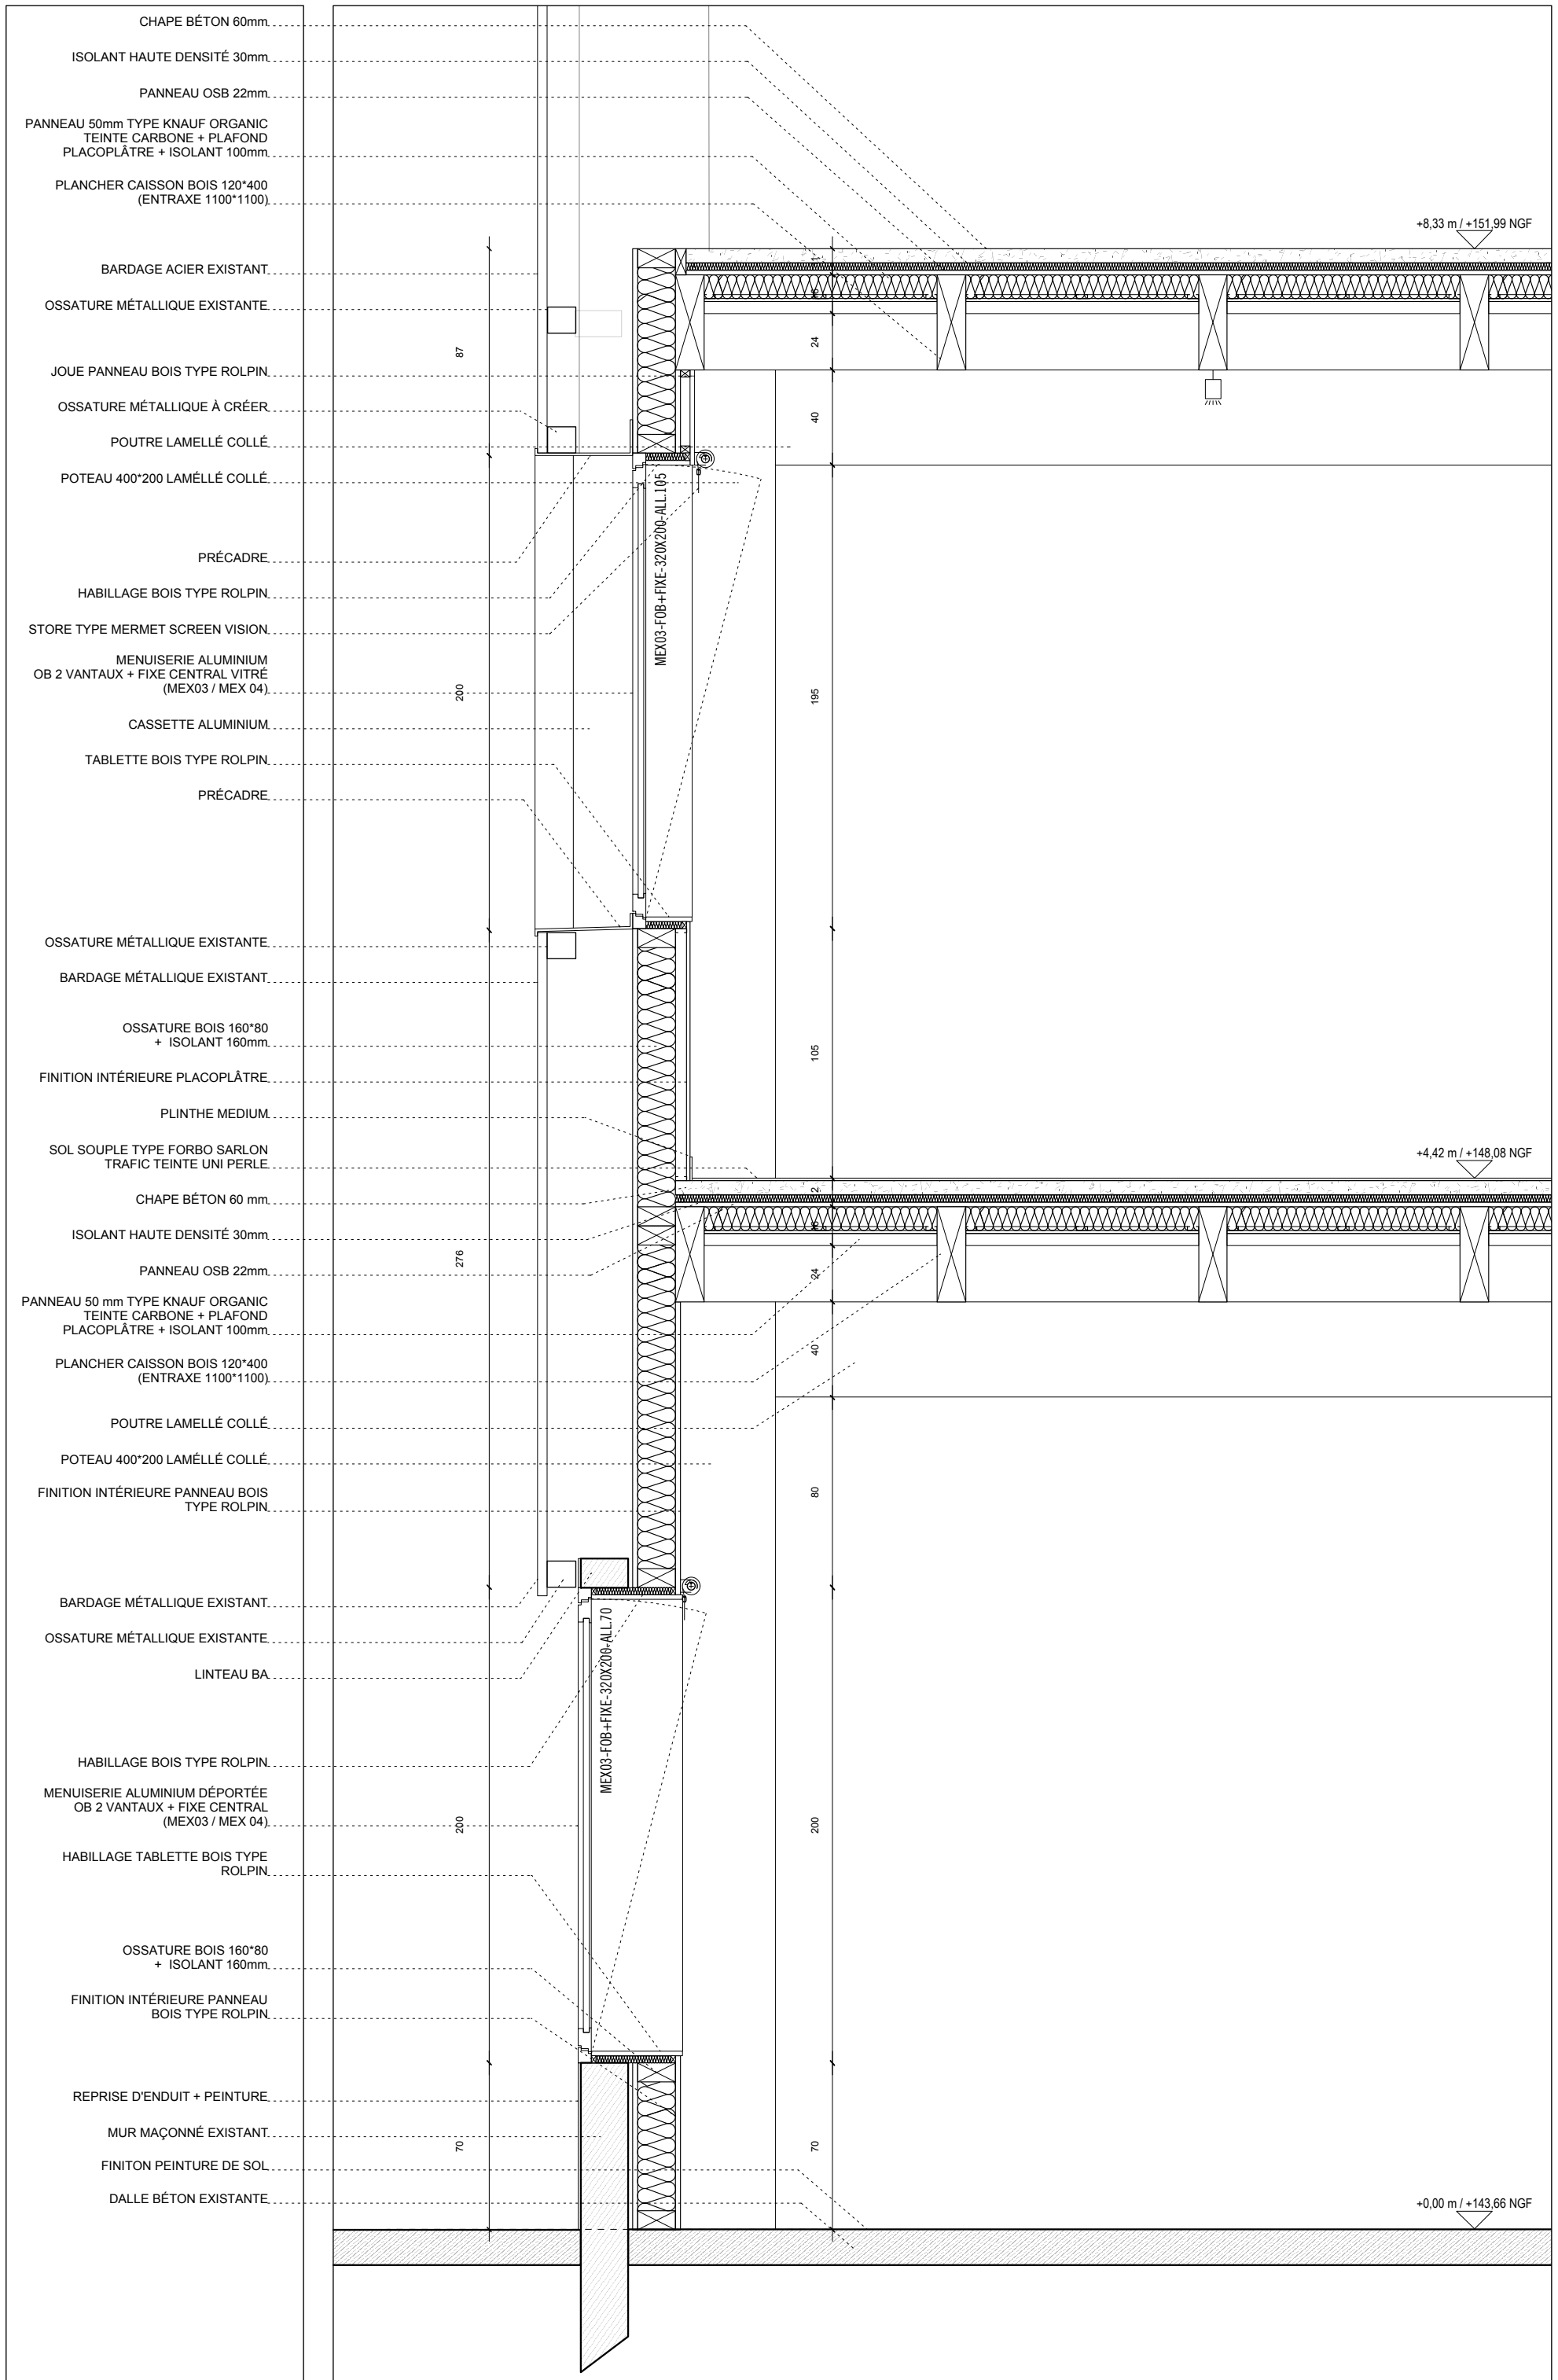 CHAPE BÉTON 60mm
ISOLANT HAUTE DENSITÉ 30mm
PANNEAU OSB 22mm
PANNEAU 50mm TYPE KNAUF ORGANIC
TEINTE CARBONE + PLAFOND
PLACOPLÂTRE + ISOLANT 100mm
PLANCHER CAISSON BOIS 120*400
(ENTRAXE 1100*1100)
BARDAGE ACIER EXISTANT
OSSATURE MÉTALLIQUE EXISTANTE
JOUE PANNEAU BOIS TYPE ROLPIN
OSSATURE MÉTALLIQUE À CRÉER
POUTRE LAMELLÉ COLLÉ
POTEAU 400*200 LAMÉLLÉ COLLÉ
PRÉCADRE
HABILLAGE BOIS TYPE ROLPIN
STORE TYPE MERMET SCREEN VISION
MENUISERIE ALUMINIUM
OB 2 VANTAUX + FIXE CENTRAL VITRÉ
(MEX03 / MEX 04)
CASSETTE ALUMINIUM
TABLETTE BOIS TYPE ROLPIN
PRÉCADRE
OSSATURE MÉTALLIQUE EXISTANTE
BARDAGE MÉTALLIQUE EXISTANT
OSSATURE BOIS 160*80
+ ISOLANT 160mm
FINITION INTÉRIEURE PLACOPLÂTRE
PLINTHE MEDIUM
SOL SOUPLE TYPE FORBO SARLON
TRAFIC TEINTE UNI PERLE
CHAPE BÉTON 60 mm
ISOLANT HAUTE DENSITÉ 30mm
PANNEAU OSB 22mm
PANNEAU 50 mm TYPE KNAUF ORGANIC
TEINTE CARBONE + PLAFOND
PLACOPLÂTRE + ISOLANT 100mm
PLANCHER CAISSON BOIS 120*400
(ENTRAXE 1100*1100)
POUTRE LAMELLÉ COLLÉ
POTEAU 400*200 LAMÉLLÉ COLLÉ
FINITION INTÉRIEURE PANNEAU BOIS
TYPE ROLPIN
BARDAGE MÉTALLIQUE EXISTANT
OSSATURE MÉTALLIQUE EXISTANTE
LINTEAU BA
HABILLAGE BOIS TYPE ROLPIN
MENUISERIE ALUMINIUM DÉPORTÉE
OB 2 VANTAUX + FIXE CENTRAL
(MEX03 / MEX 04)
HABILLAGE TABLETTE BOIS TYPE
ROLPIN
OSSATURE BOIS 160*80
+ ISOLANT 160mm
FINITION INTÉRIEURE PANNEAU
BOIS TYPE ROLPIN
REPRISE D'ENDUIT + PEINTURE
MUR MAÇONNÉ EXISTANT
FINITON PEINTURE DE SOL
DALLE BÉTON EXISTANTE
87
200
276
200
70
MEX03-FOB+FIXE-320X200-ALL.105
MEX03-FOB+FIXE-320X200-ALL.70
24
40
195
105
24
40
80
200
70
+8,33 m / +151,99 NGF
+4,42 m / +148,08 NGF
+0,00 m / +143,66 NGF